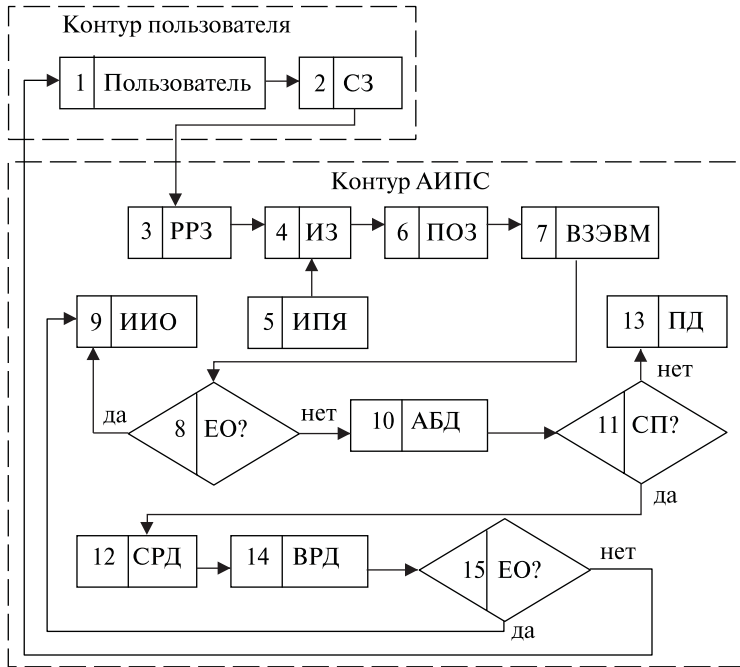 Контур пользователя
1 Пользователь
2 СЗ
Контур АИПС
3 РРЗ
4 ИЗ
6 ПОЗ
7 ВЗЭВМ
9 ИИО
5 ИПЯ
13 ПД
да
8 ЕО?
нет
10 АБД
11 СП?
нет
да
12 СРД
14 ВРД
15 ЕО?
нет
да